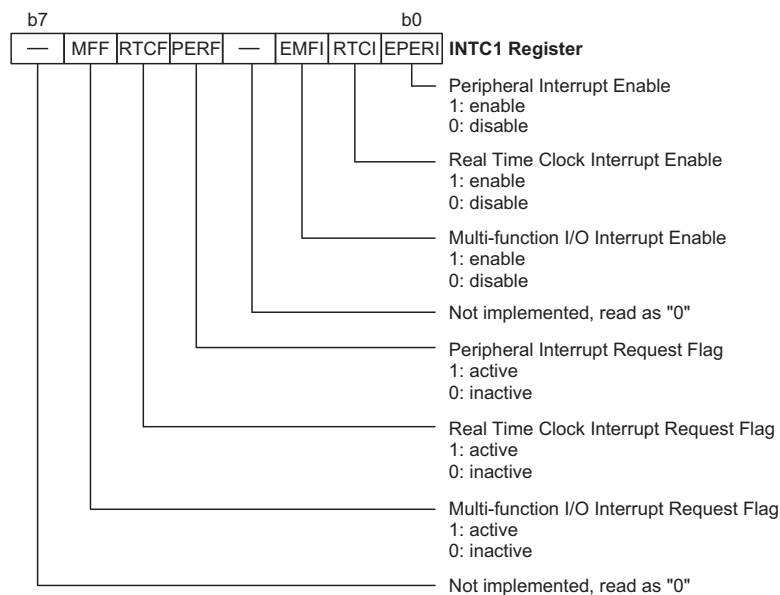 b7 b0
— MFF RTCF PERF — EMFI RTCI EPERI INTC1 Register
Peripheral Interrupt Enable
1: enable
0: disable
Real Time Clock Interrupt Enable
1: enable
0: disable
Multi-function I/O Interrupt Enable
1: enable
0: disable
Not implemented, read as "0"
Peripheral Interrupt Request Flag
1: active
0: inactive
Real Time Clock Interrupt Request Flag
1: active
0: inactive
Multi-function I/O Interrupt Request Flag
1: active
0: inactive
Not implemented, read as "0"